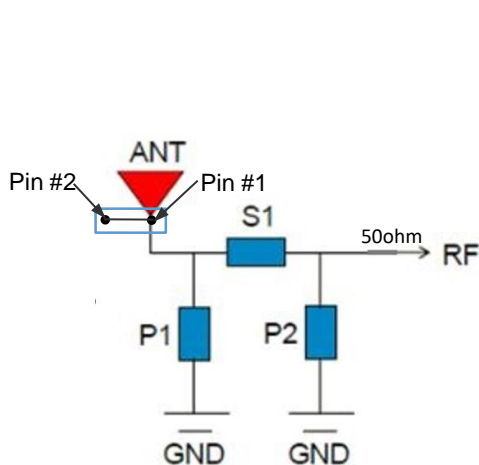 ANT
Pin #2
Pin #1
S1
50ohm
RF
P1
P2
GND
GND